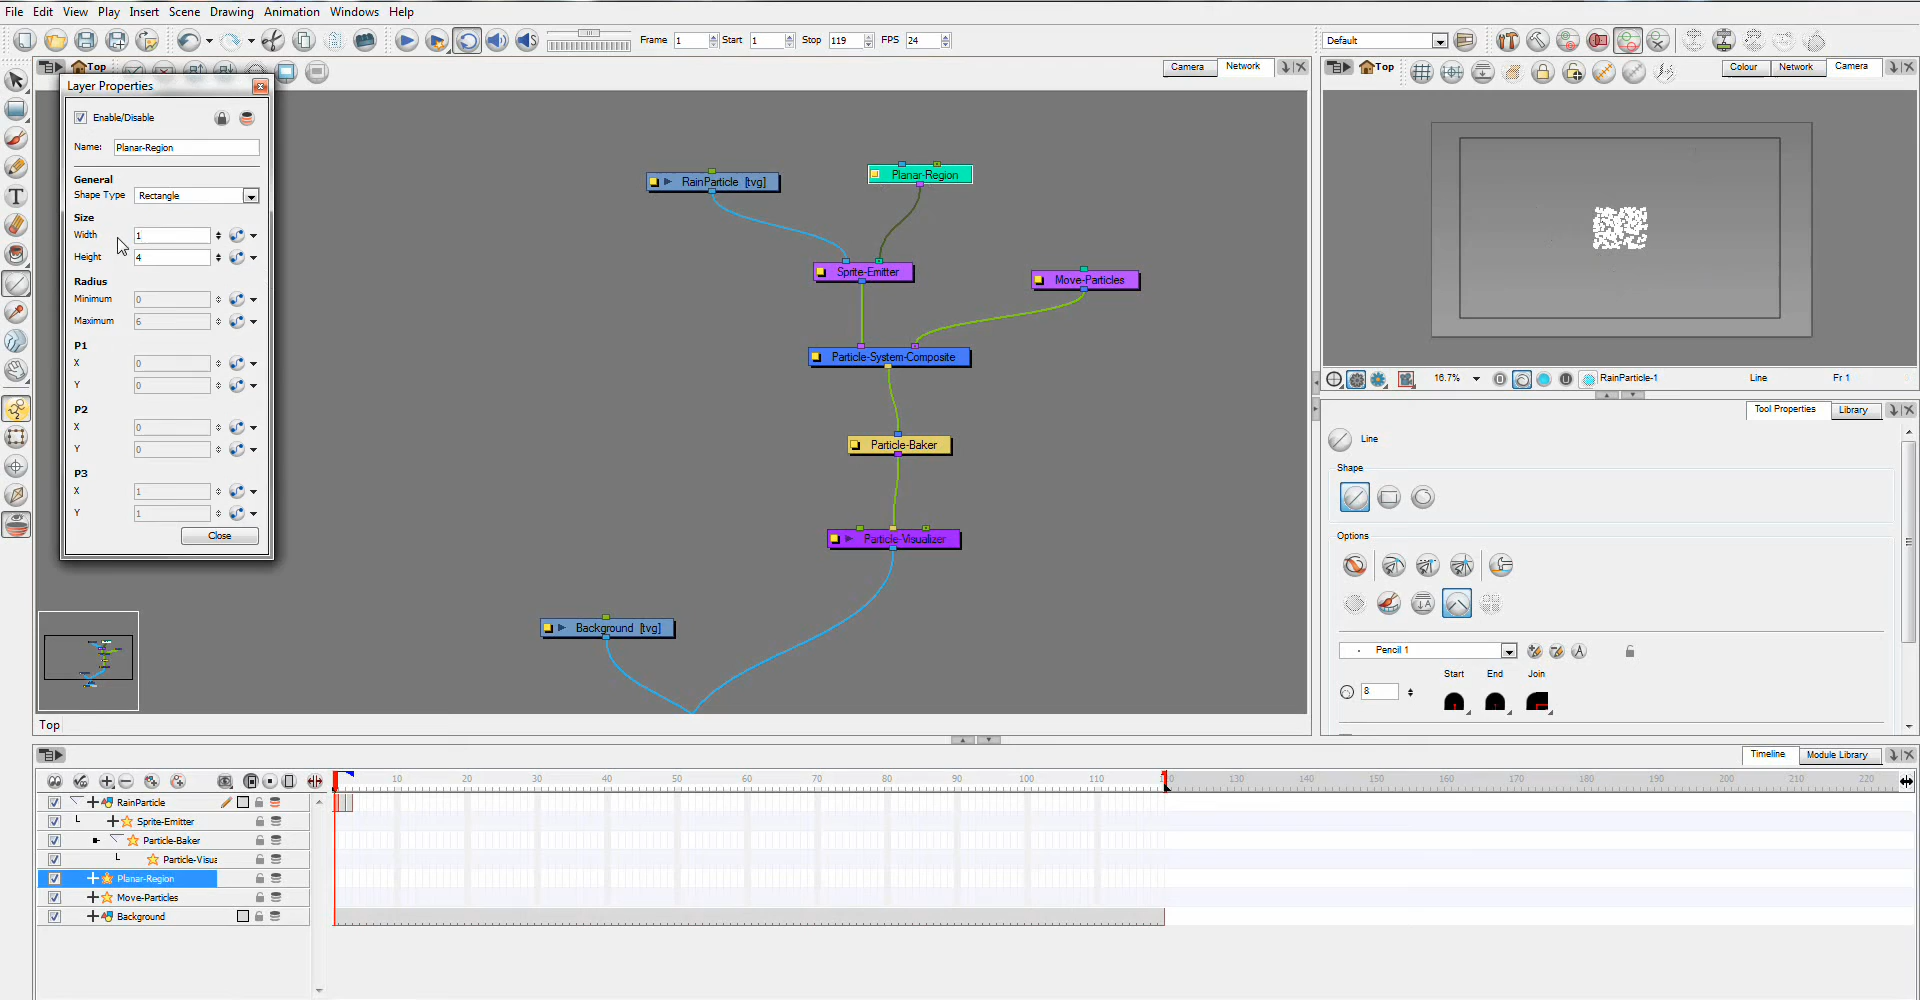 File Edit View Play Insert Scene Drawing Animation Windows Help
Frame 1 Start 1 Stop 119 FPS 24 Default
Top Camera Network
Top Colour Network Camera
Layer Properties
Enable/Disable
Name: Planar-Region
General
Shape Type Rectangle
Size
Width 1
Height 4
Radius
Minimum 0
Maximum 6
P1
X 0
Y 0
P2
X 0
Y 0
P3
X 1
Y 1
Close
RainParticle [tvg]
Planar-Region
Sprite-Emitter
Move-Particles
Particle-System-Composite
Particle-Baker
Particle-Visualizer
Background [tvg]
Top
16.7% RainParticle-1 Line Fr 1
Tool Properties Library
Line
Shape
Options
Pencil 1
Start End Join
8
Timeline Module Library
10 20 30 40 50 60 70 80 90 100 110 130 140 150 160 170 180 190 200 210 220
RainParticle
Sprite-Emitter
Particle-Baker
Particle-Visua
Planar-Region
Move-Particles
Background